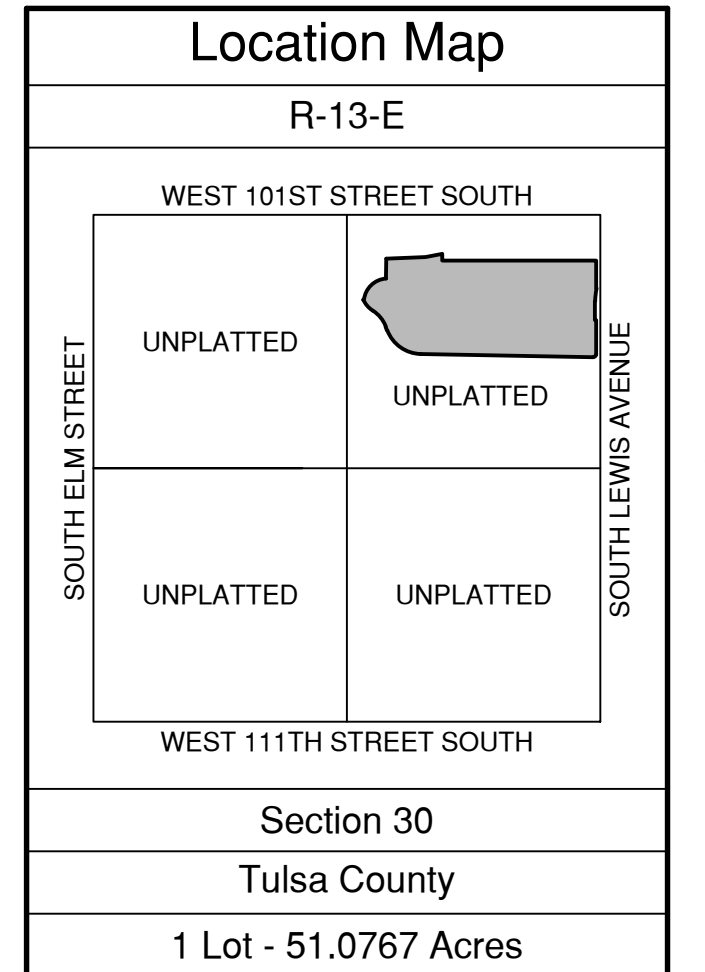 Location Map
R-13-E
WEST 101ST STREET SOUTH
UNPLATTED
UNPLATTED
SOUTH ELM STREET
SOUTH LEWIS AVENUE
UNPLATTED
UNPLATTED
WEST 111TH STREET SOUTH
Section 30
Tulsa County
1 Lot - 51.0767 Acres